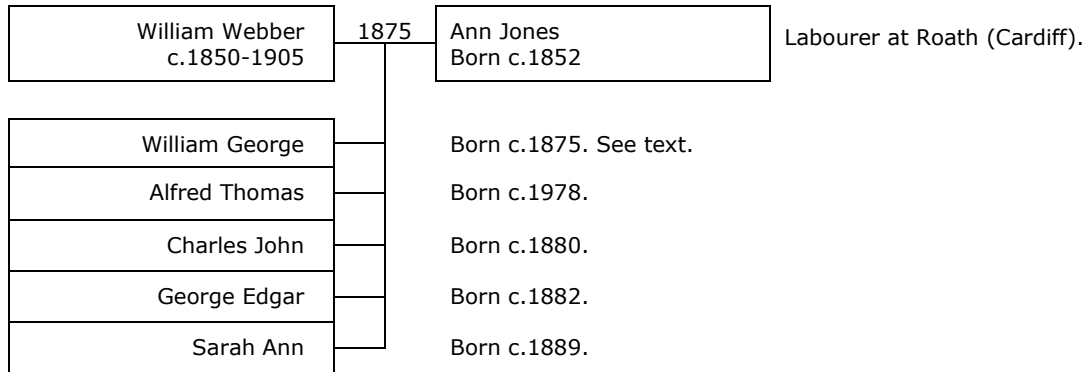 William Webber
c.1850-1905
1875
Ann Jones
Born c.1852
Labourer at Roath (Cardiff).
William George
Born c.1875. See text.
Alfred Thomas
Born c.1978.
Charles John
Born c.1880.
George Edgar
Born c.1882.
Sarah Ann
Born c.1889.